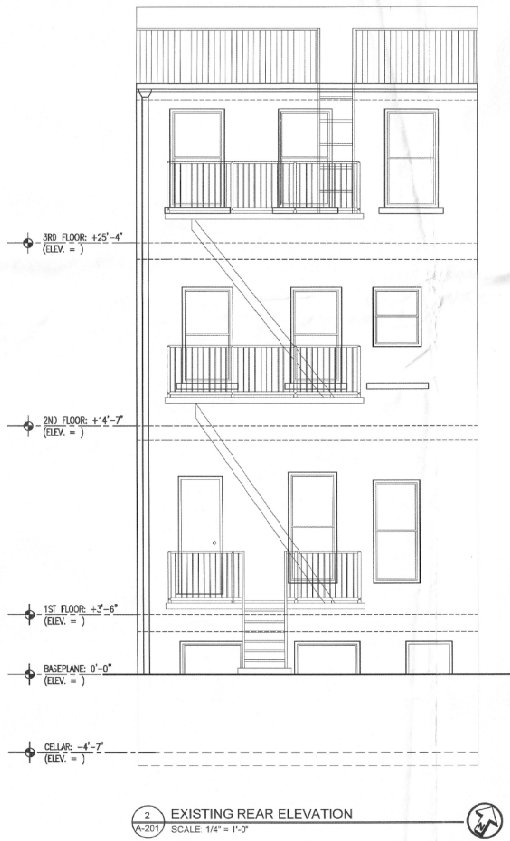 3RD FLOOR: +25'-4"
(ELEV. = )
2ND FLOOR: +14'-7"
(ELEV. = )
1ST FLOOR: +3'-6"
(ELEV. = )
BASEPLANE: 0'-0"
(ELEV. = )
CELLAR: -4'-7"
(ELEV. = )
2
A-201
EXISTING REAR ELEVATION
SCALE: 1/4" = 1'-0"